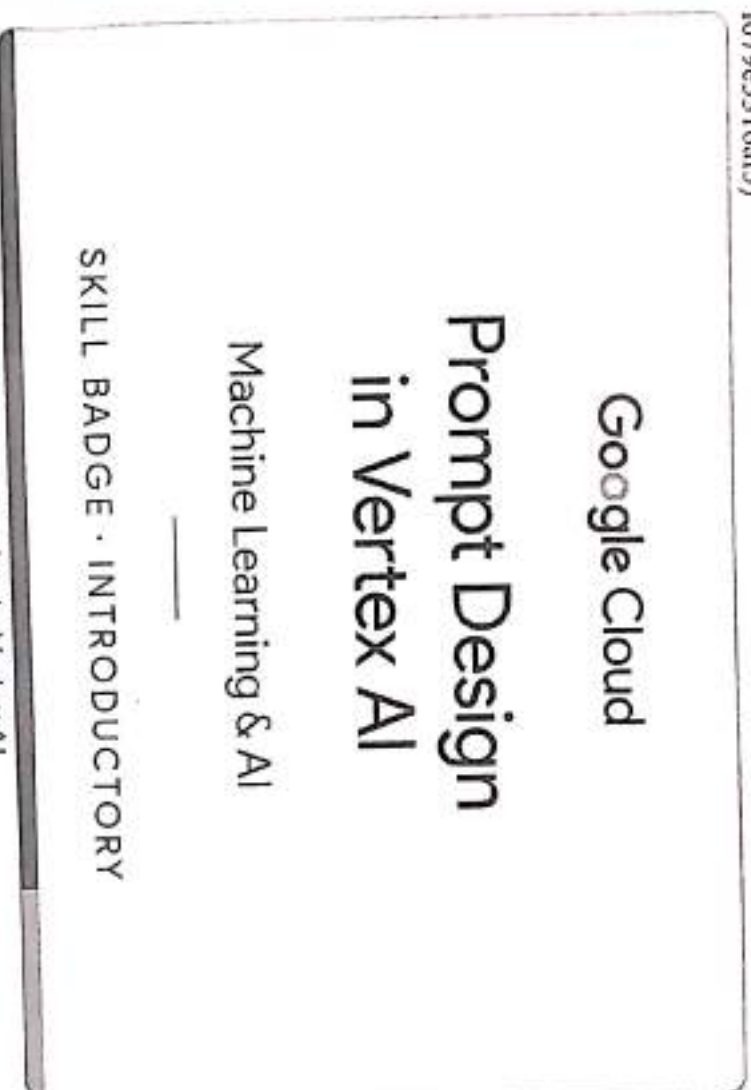 Google Cloud
Prompt Design
in Vertex AI
Machine Learning & AI
SKILL BADGE · INTRODUCTORY